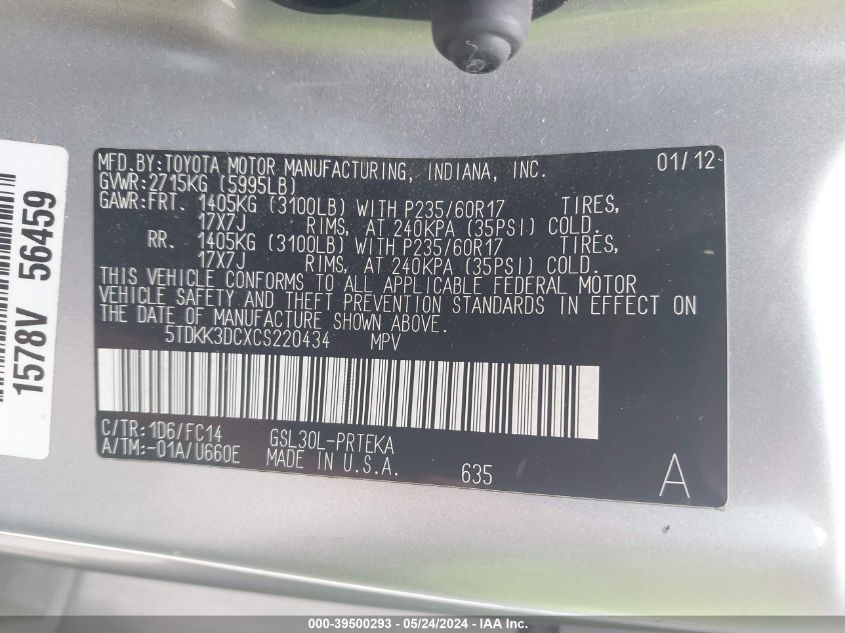 MFD.BY:TOYOTA MOTOR MANUFACTURING, INDIANA, INC. 01/12
GVWR:2715KG (5995LB)
GAWR:FRT. 1405KG (3100LB) WITH P235/60R17 TIRES,
17X7J RIMS, AT 240KPA (35PSI) COLD.
RR. 1405KG (3100LB) WITH P235/60R17 TIRES,
17X7J RIMS, AT 240KPA (35PSI) COLD.
THIS VEHICLE CONFORMS TO ALL APPLICABLE FEDERAL MOTOR
VEHICLE SAFETY AND THEFT PREVENTION STANDARDS IN EFFECT ON
THE DATE OF MANUFACTURE SHOWN ABOVE.
5TDKK3DCXCS220434 MPV
C/TR:1D6/FC14 GSL30L-PRTEKA
A/TM:-01A/U660E MADE IN U.S.A. 635 A
1578V 56459
000-39500293 - 05/24/2024 - IAA Inc.